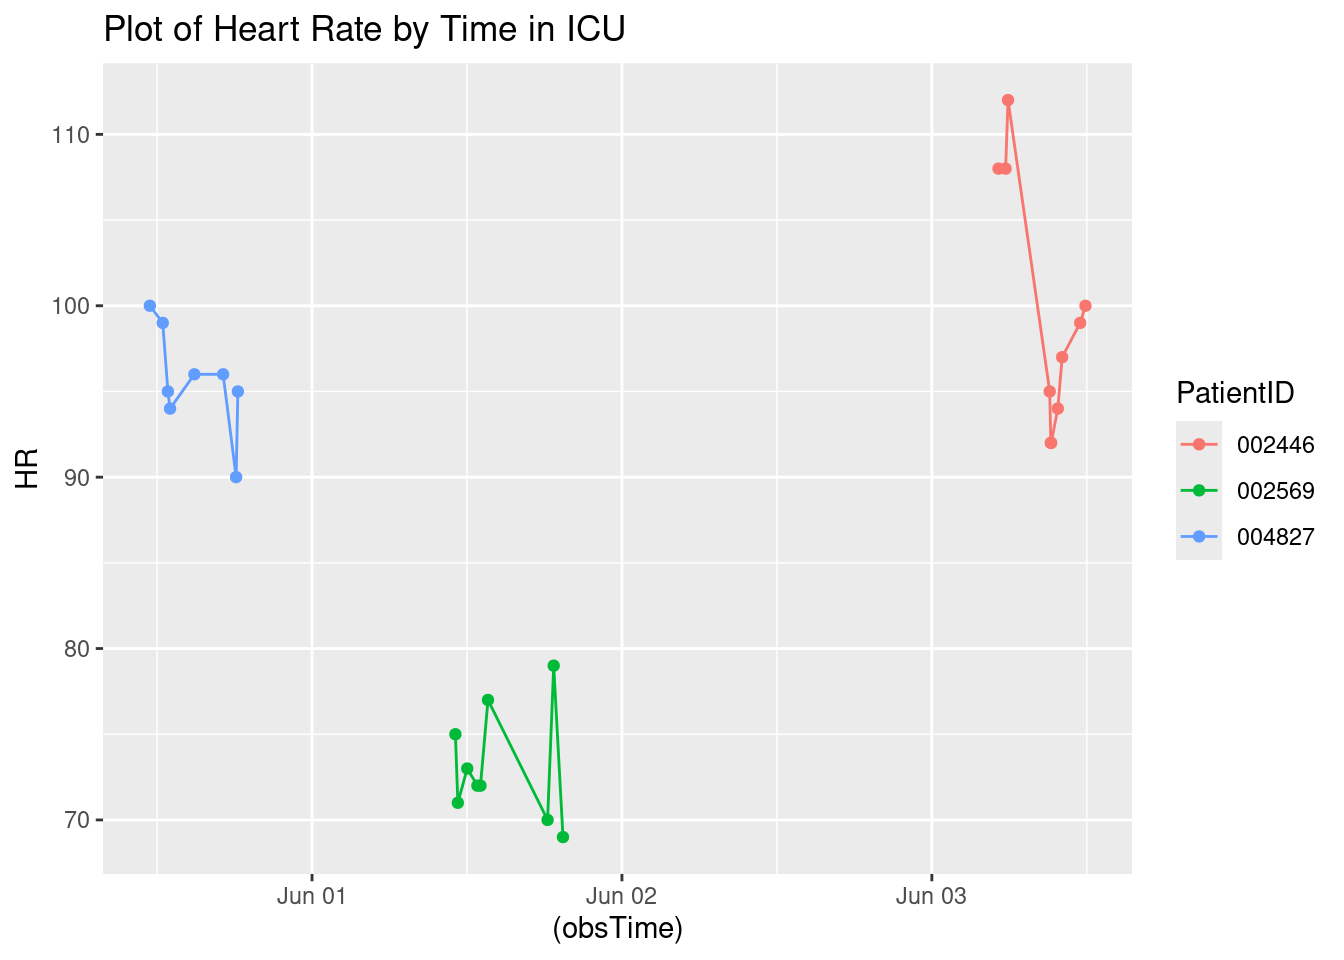 Plot of Heart Rate by Time in ICU
110
100
90
80
70
HR
Jun 01
Jun 02
Jun 03
(obsTime)
PatientID
002446
002569
004827